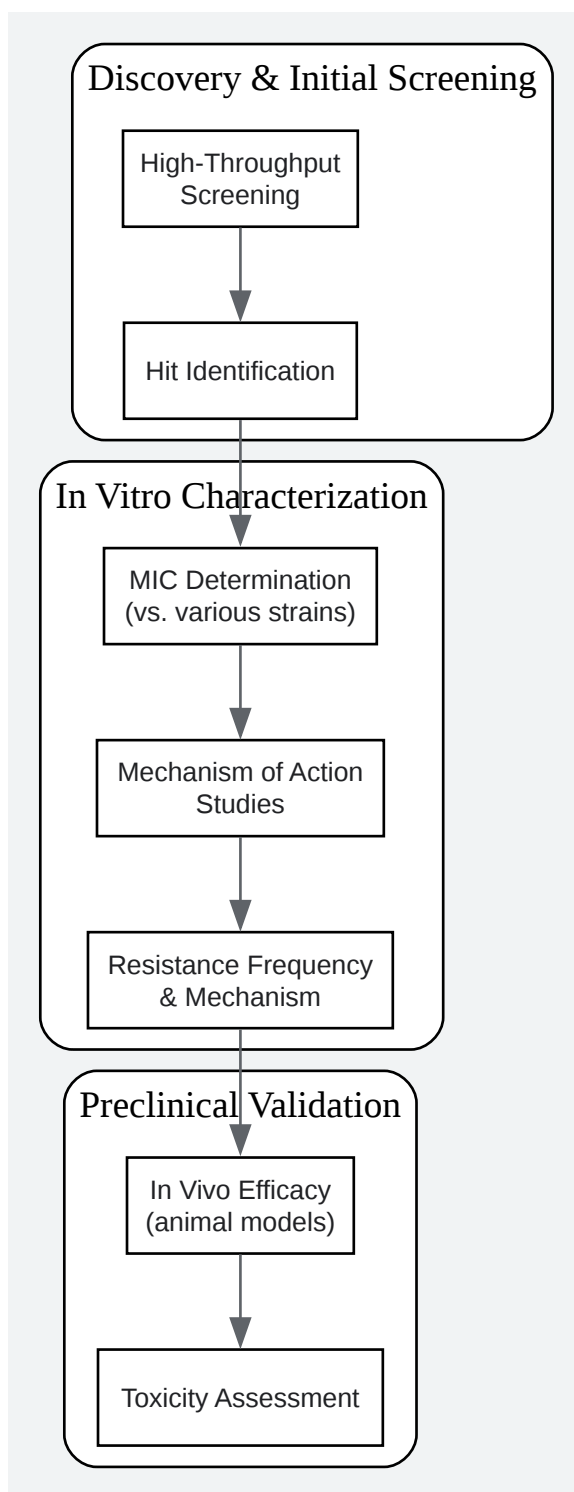 Discovery & Initial Screening
High-Throughput
Screening
Hit Identification
In Vitro Characterization
MIC Determination
(vs. various strains)
Mechanism of Action
Studies
Resistance Frequency
& Mechanism
Preclinical Validation
In Vivo Efficacy
(animal models)
Toxicity Assessment